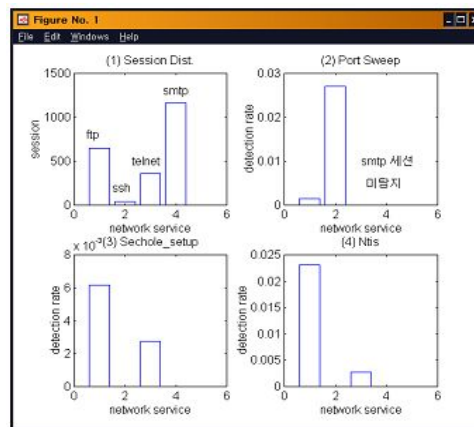 Figure No. 1
File Edit Windows Help
(1) Session Dist.
1500
1000
500
0
session
ftp
ssh
telnet
smtp
0 2 4 6
network service
(2) Port Sweep
0.03
0.02
0.01
0
detection rate
smtp 세션
미탐지
0 2 4 6
network service
x 10⁻³
(3) Sechole_setup
8
6
4
2
0
detection rate
0 2 4 6
network service
(4) Ntis
0.025
0.02
0.015
0.01
0.005
0
detection rate
0 2 4 6
network service